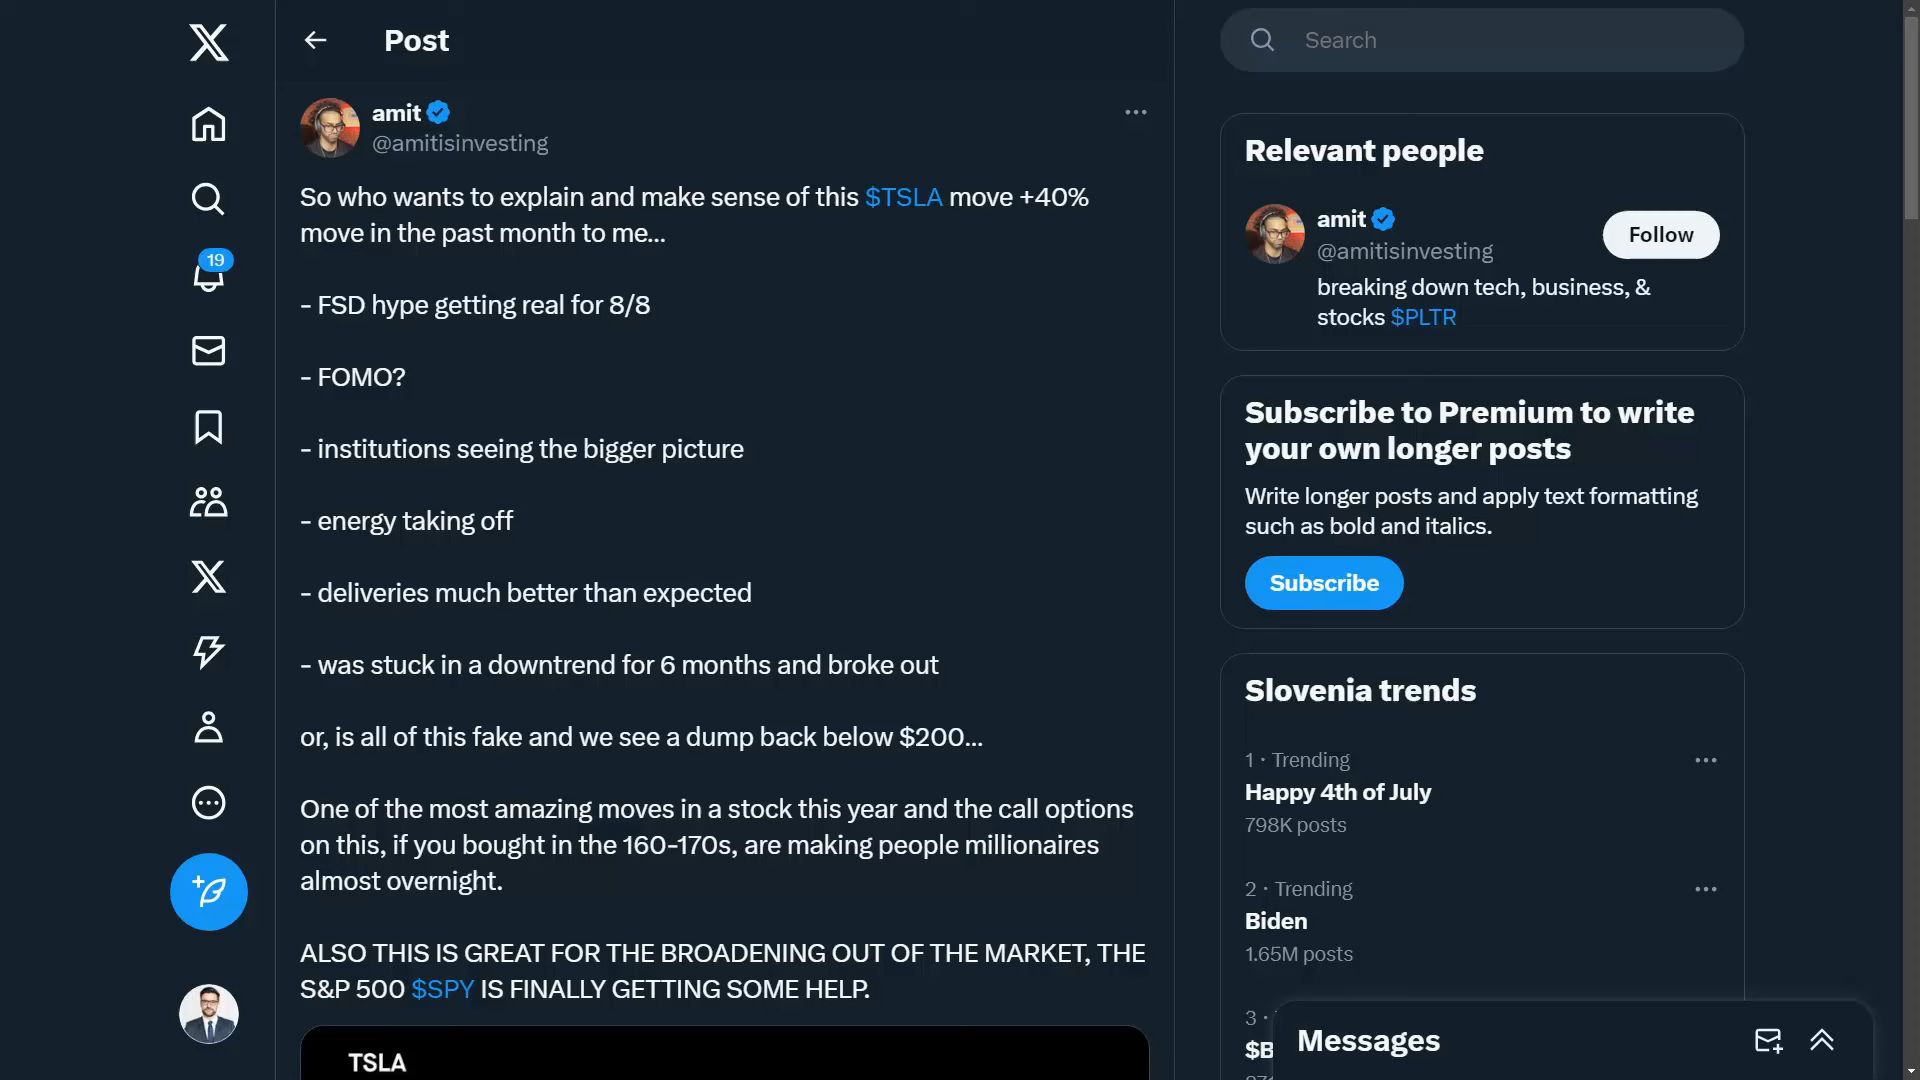 Post
amit
@amitisinvesting
So who wants to explain and make sense of this $TSLA move +40%
move in the past month to me...
- FSD hype getting real for 8/8
- FOMO?
- institutions seeing the bigger picture
- energy taking off
- deliveries much better than expected
- was stuck in a downtrend for 6 months and broke out
or, is all of this fake and we see a dump back below $200...
One of the most amazing moves in a stock this year and the call options
on this, if you bought in the 160-170s, are making people millionaires
almost overnight.
ALSO THIS IS GREAT FOR THE BROADENING OUT OF THE MARKET, THE
S&P 500 $SPY IS FINALLY GETTING SOME HELP.
TSLA
19
Search
Relevant people
amit
@amitisinvesting
Follow
breaking down tech, business, &
stocks $PLTR
Subscribe to Premium to write
your own longer posts
Write longer posts and apply text formatting
such as bold and italics.
Subscribe
Slovenia trends
1 · Trending
Happy 4th of July
798K posts
2 · Trending
Biden
1.65M posts
3 ·
Messages